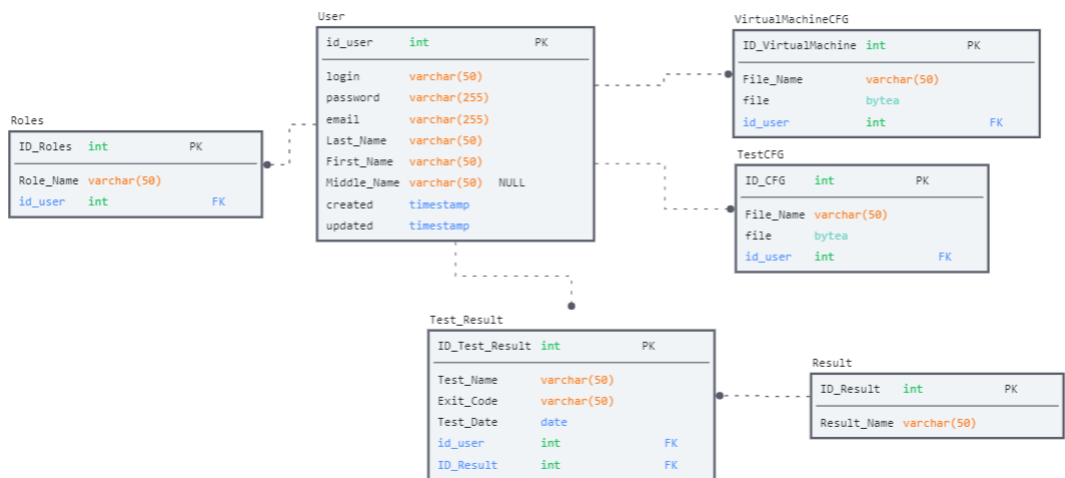 User
id_user int PK
login varchar(50)
password varchar(255)
email varchar(255)
Last_Name varchar(50)
First_Name varchar(50)
Middle_Name varchar(50) NULL
created timestamp
updated timestamp
VirtualMachineCFG
ID_VirtualMachine int PK
File_Name varchar(50)
file bytea
id_user int FK
Roles
ID_Roles int PK
Role_Name varchar(50)
id_user int FK
TestCFG
ID_CFG int PK
File_Name varchar(50)
file bytea
id_user int FK
Test_Result
ID_Test_Result int PK
Test_Name varchar(50)
Exit_Code varchar(50)
Test_Date date
id_user int FK
ID_Result int FK
Result
ID_Result int PK
Result_Name varchar(50)